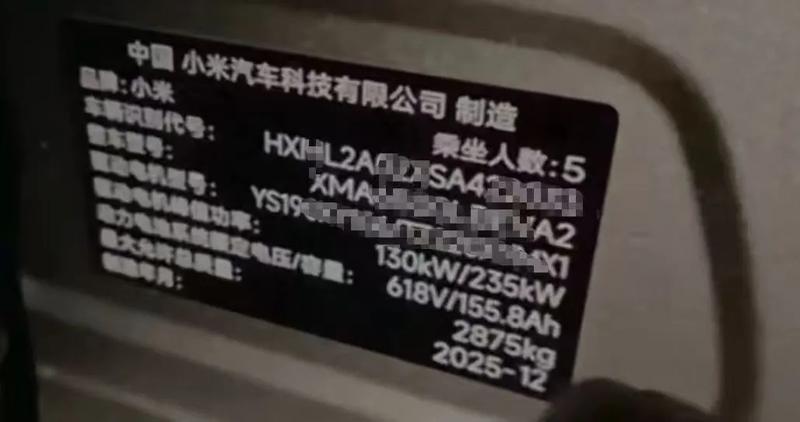 中国 小米汽车科技有限公司 制造
品牌:小米 乘坐人数:5
车辆识别代号:
整车型号: A2
驱动电机型号: X1
驱动电机峰值功率: 130kW/235kW
动力电池系统额定电压/容量: 618V/155.8Ah
最大允许总质量: 2875kg
制造年月: 2025-12